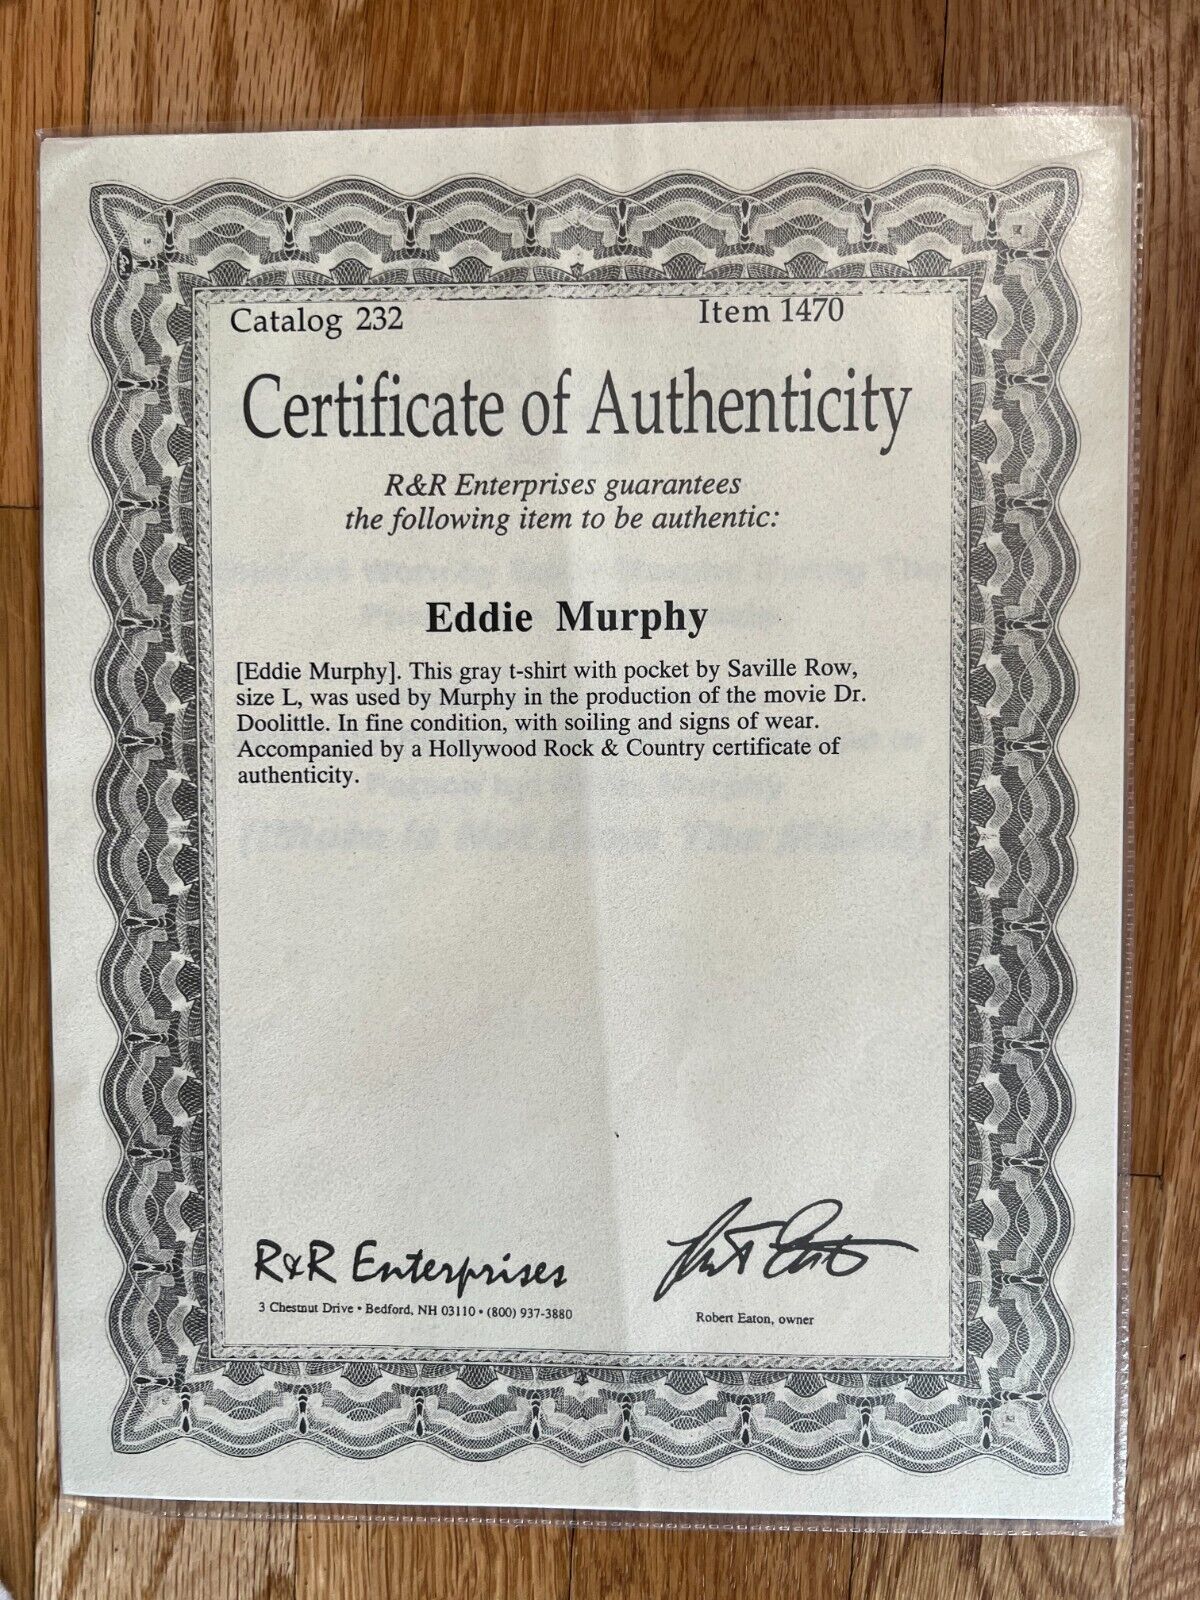 Catalog 232 Item 1470
Certificate of Authenticity
R&R Enterprises guarantees
the following item to be authentic:
Eddie Murphy
[Eddie Murphy]. This gray t-shirt with pocket by Saville Row,
size L, was used by Murphy in the production of the movie Dr.
Doolittle. In fine condition, with soiling and signs of wear.
Accompanied by a Hollywood Rock & Country certificate of
authenticity.
R&R Enterprises
3 Chestnut Drive • Bedford, NH 03110 • (800) 937-3880
Robert Eaton, owner